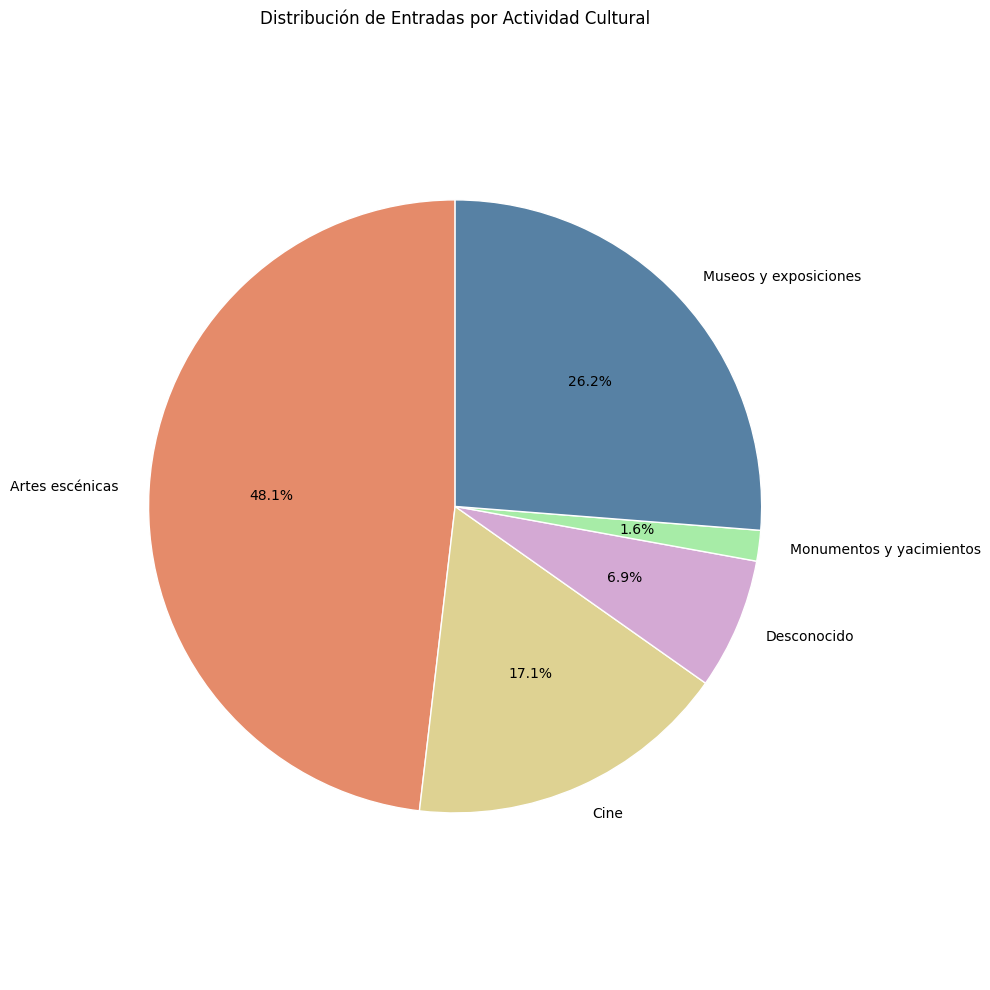 Distribución de Entradas por Actividad Cultural
Museos y exposiciones
26.2%
Artes escénicas
48.1%
1.6%
Monumentos y yacimientos
6.9%
Desconocido
17.1%
Cine